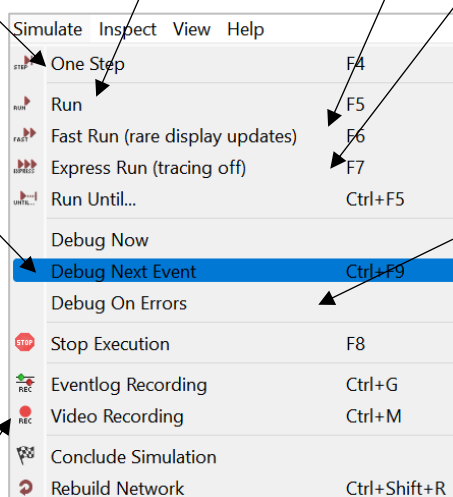 Simulate Inspect View Help
STEP One Step F4
RUN Run F5
FAST Fast Run (rare display updates) F6
EXPRESS Express Run (tracing off) F7
UNTIL... Run Until... Ctrl+F5
Debug Now
Debug Next Event Ctrl+F9
Debug On Errors
STOP Stop Execution F8
REC Eventlog Recording Ctrl+G
REC Video Recording Ctrl+M
Conclude Simulation
Rebuild Network Ctrl+Shift+R